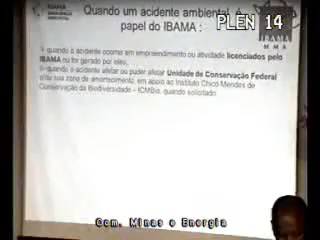 Quando um acidente ambiental é
papel do IBAMA :
PLEN 14
IBAMA
M M A
quando o acidente ocorrer em empreendimento ou atividade licenciados pelo
IBAMA ou for gerado por eles;
quando o acidente afetar ou puder afetar Unidade de Conservação Federal
ou sua zona de amortecimento, em apoio ao Instituto Chico Mendes de
Conservação da Biodiversidade - ICMBio, quando solicitado
Com. Minas e Energia